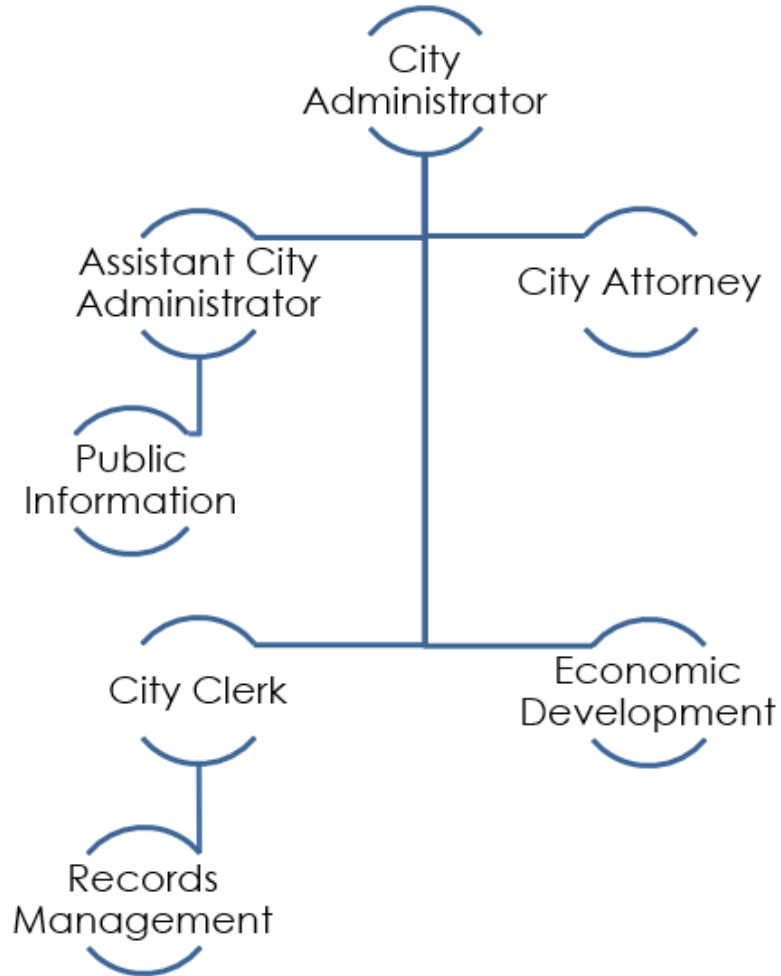 City
Administrator
Assistant City
Administrator
City Attorney
Public
Information
City Clerk
Economic
Development
Records
Management